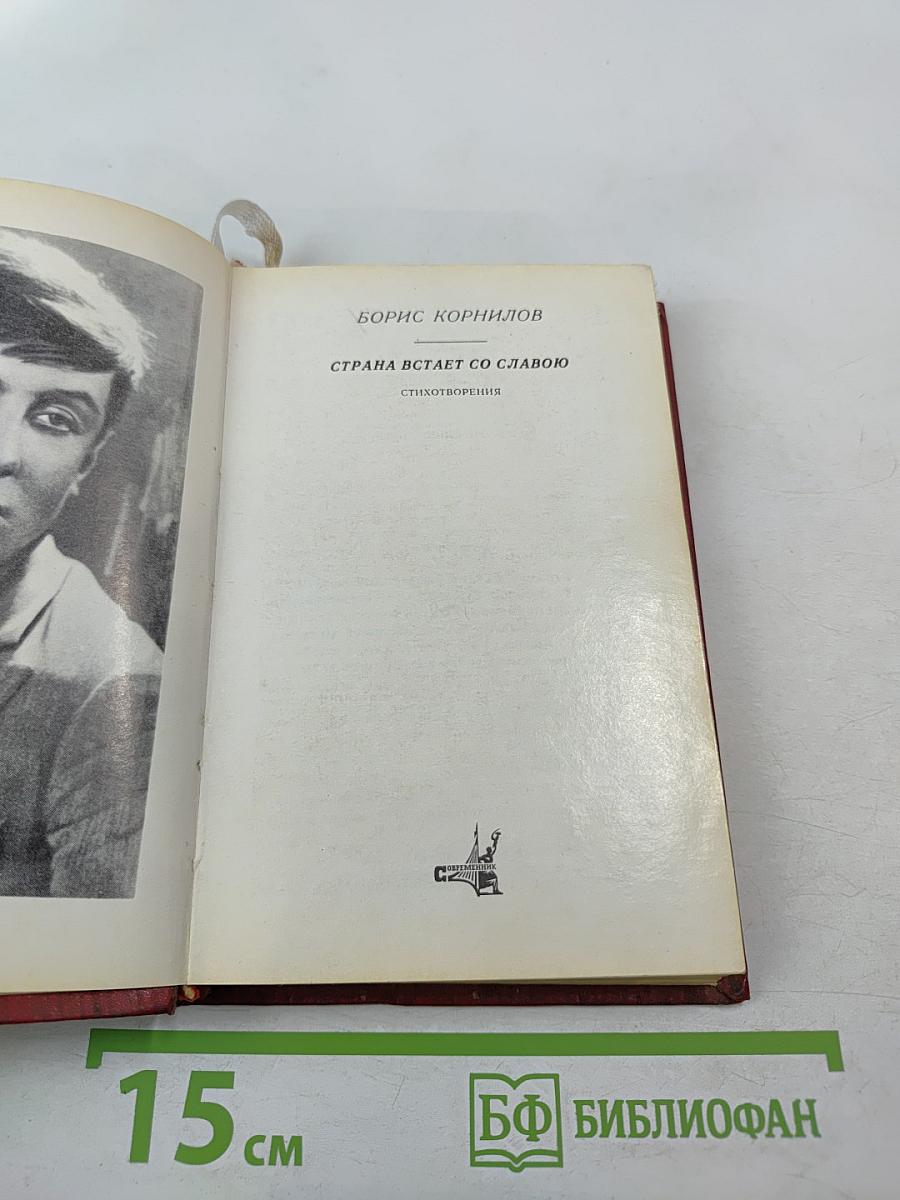 БОРИС КОРНИЛОВ
СТРАНА ВСТАЕТ СО СЛАВОЮ
СТИХОТВОРЕНИЯ
СОВРЕМЕННИК
15 см
БФ БИБЛИОФАН